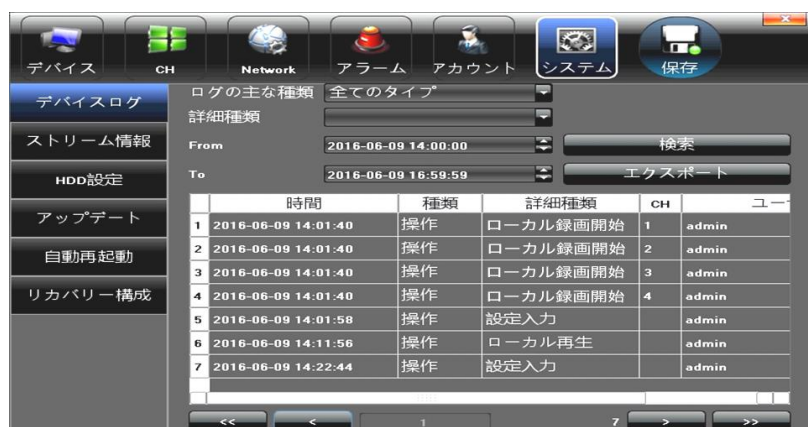 デバイス CH Network アラーム アカウント システム 保存
デバイスログ
ストリーム情報
HDD設定
アップデート
自動再起動
リカバリー構成
ログの主な種類 全てのタイプ
詳細種類
From 2016-06-09 14:00:00 検索
To 2016-06-09 16:59:59 エクスポート
時間 種類 詳細種類 CH ユー
1 2016-06-09 14:01:40 操作 ローカル録画開始 1 admin
2 2016-06-09 14:01:40 操作 ローカル録画開始 2 admin
3 2016-06-09 14:01:40 操作 ローカル録画開始 3 admin
4 2016-06-09 14:01:40 操作 ローカル録画開始 4 admin
5 2016-06-09 14:01:58 操作 設定入力 admin
6 2016-06-09 14:11:56 操作 ローカル再生 admin
7 2016-06-09 14:22:44 操作 設定入力 admin
<< < 1 7 > >>